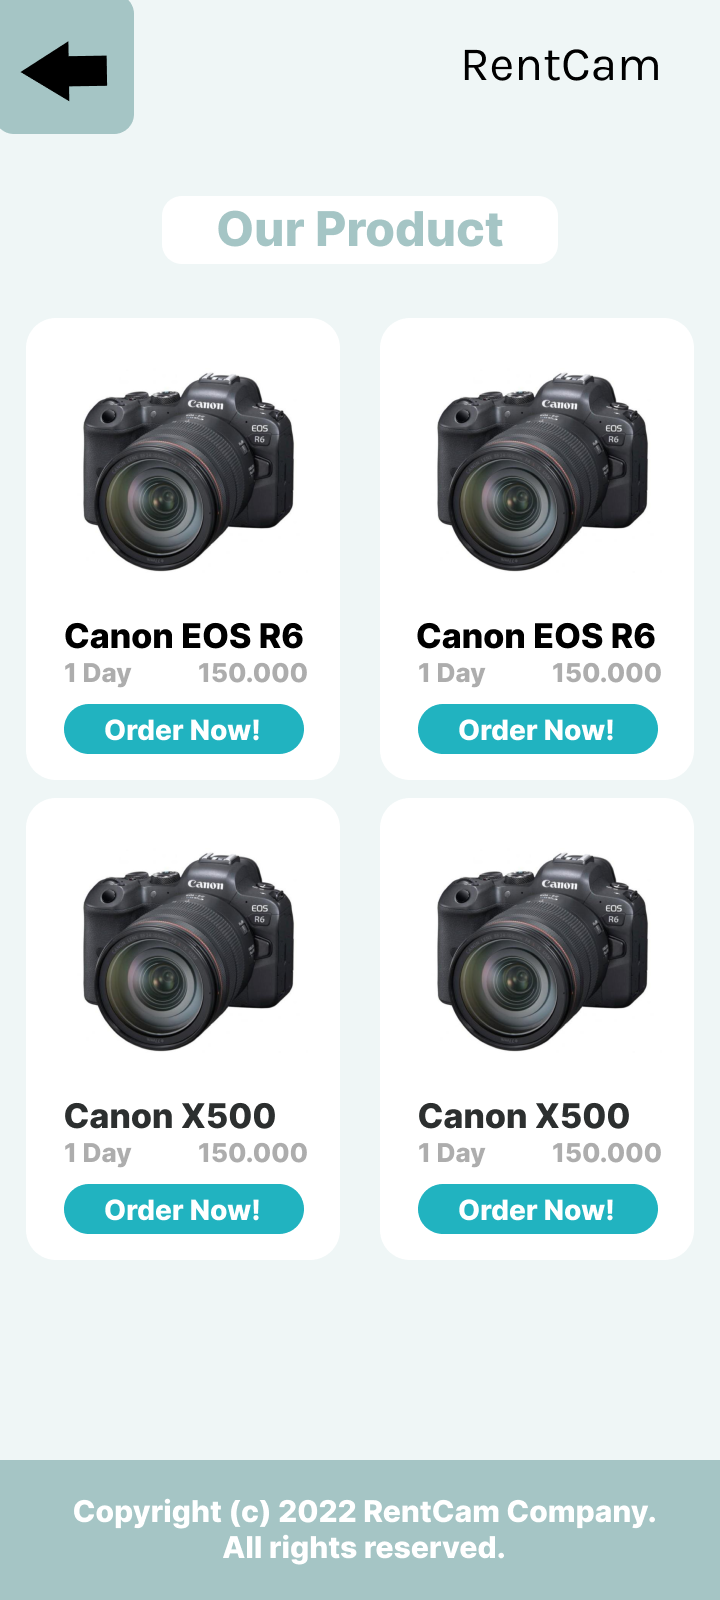 RentCam
Our Product
Canon
EOS
R6
Canon
EOS
R6
Canon EOS R6
Canon EOS R6
1 Day 150.000
1 Day 150.000
Order Now!
Order Now!
Canon
EOS
R6
Canon
EOS
R6
Canon X500
Canon X500
1 Day 150.000
1 Day 150.000
Order Now!
Order Now!
Copyright (c) 2022 RentCam Company.
All rights reserved.